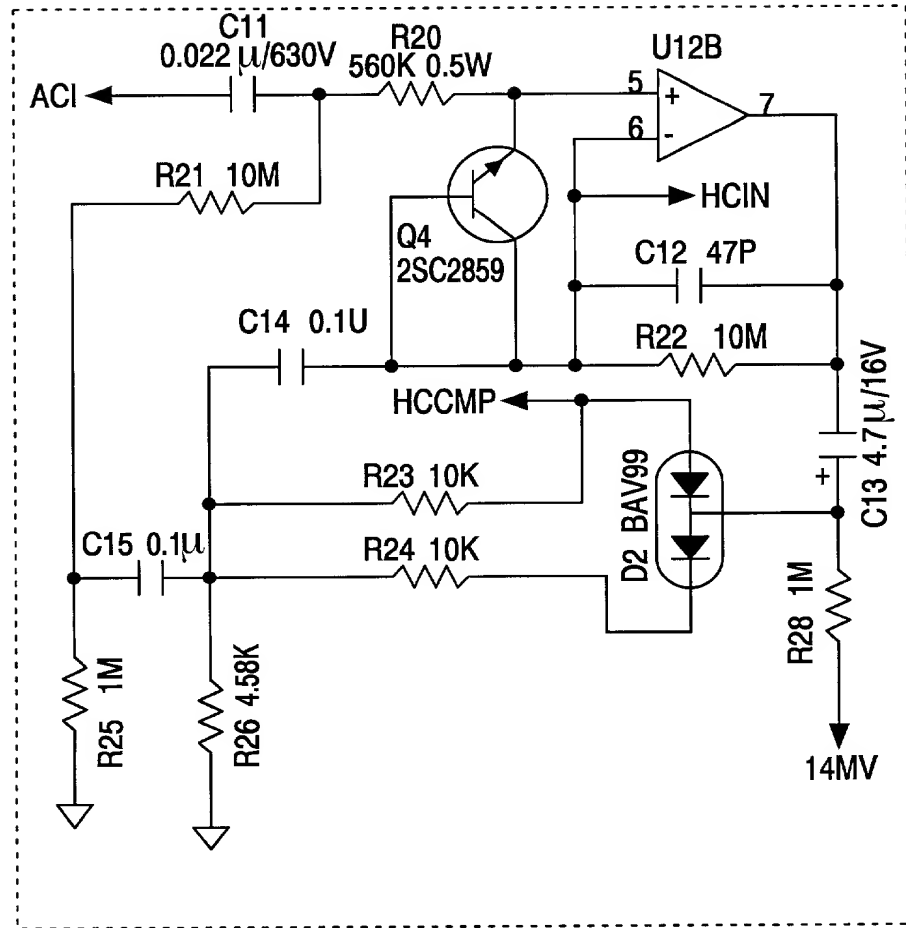 C11
0.022 μ/630V
R20
560K 0.5W
U12B
ACI
5
+
7
6
-
R21 10M
HCIN
Q4
2SC2859
C12 47P
C14 0.1U
R22 10M
HCCMP
C13 4.7μ/16V
+
R23 10K
D2 BAV99
C15 0.1μ
R24 10K
R28 1M
R25 1M
R26 4.58K
14MV